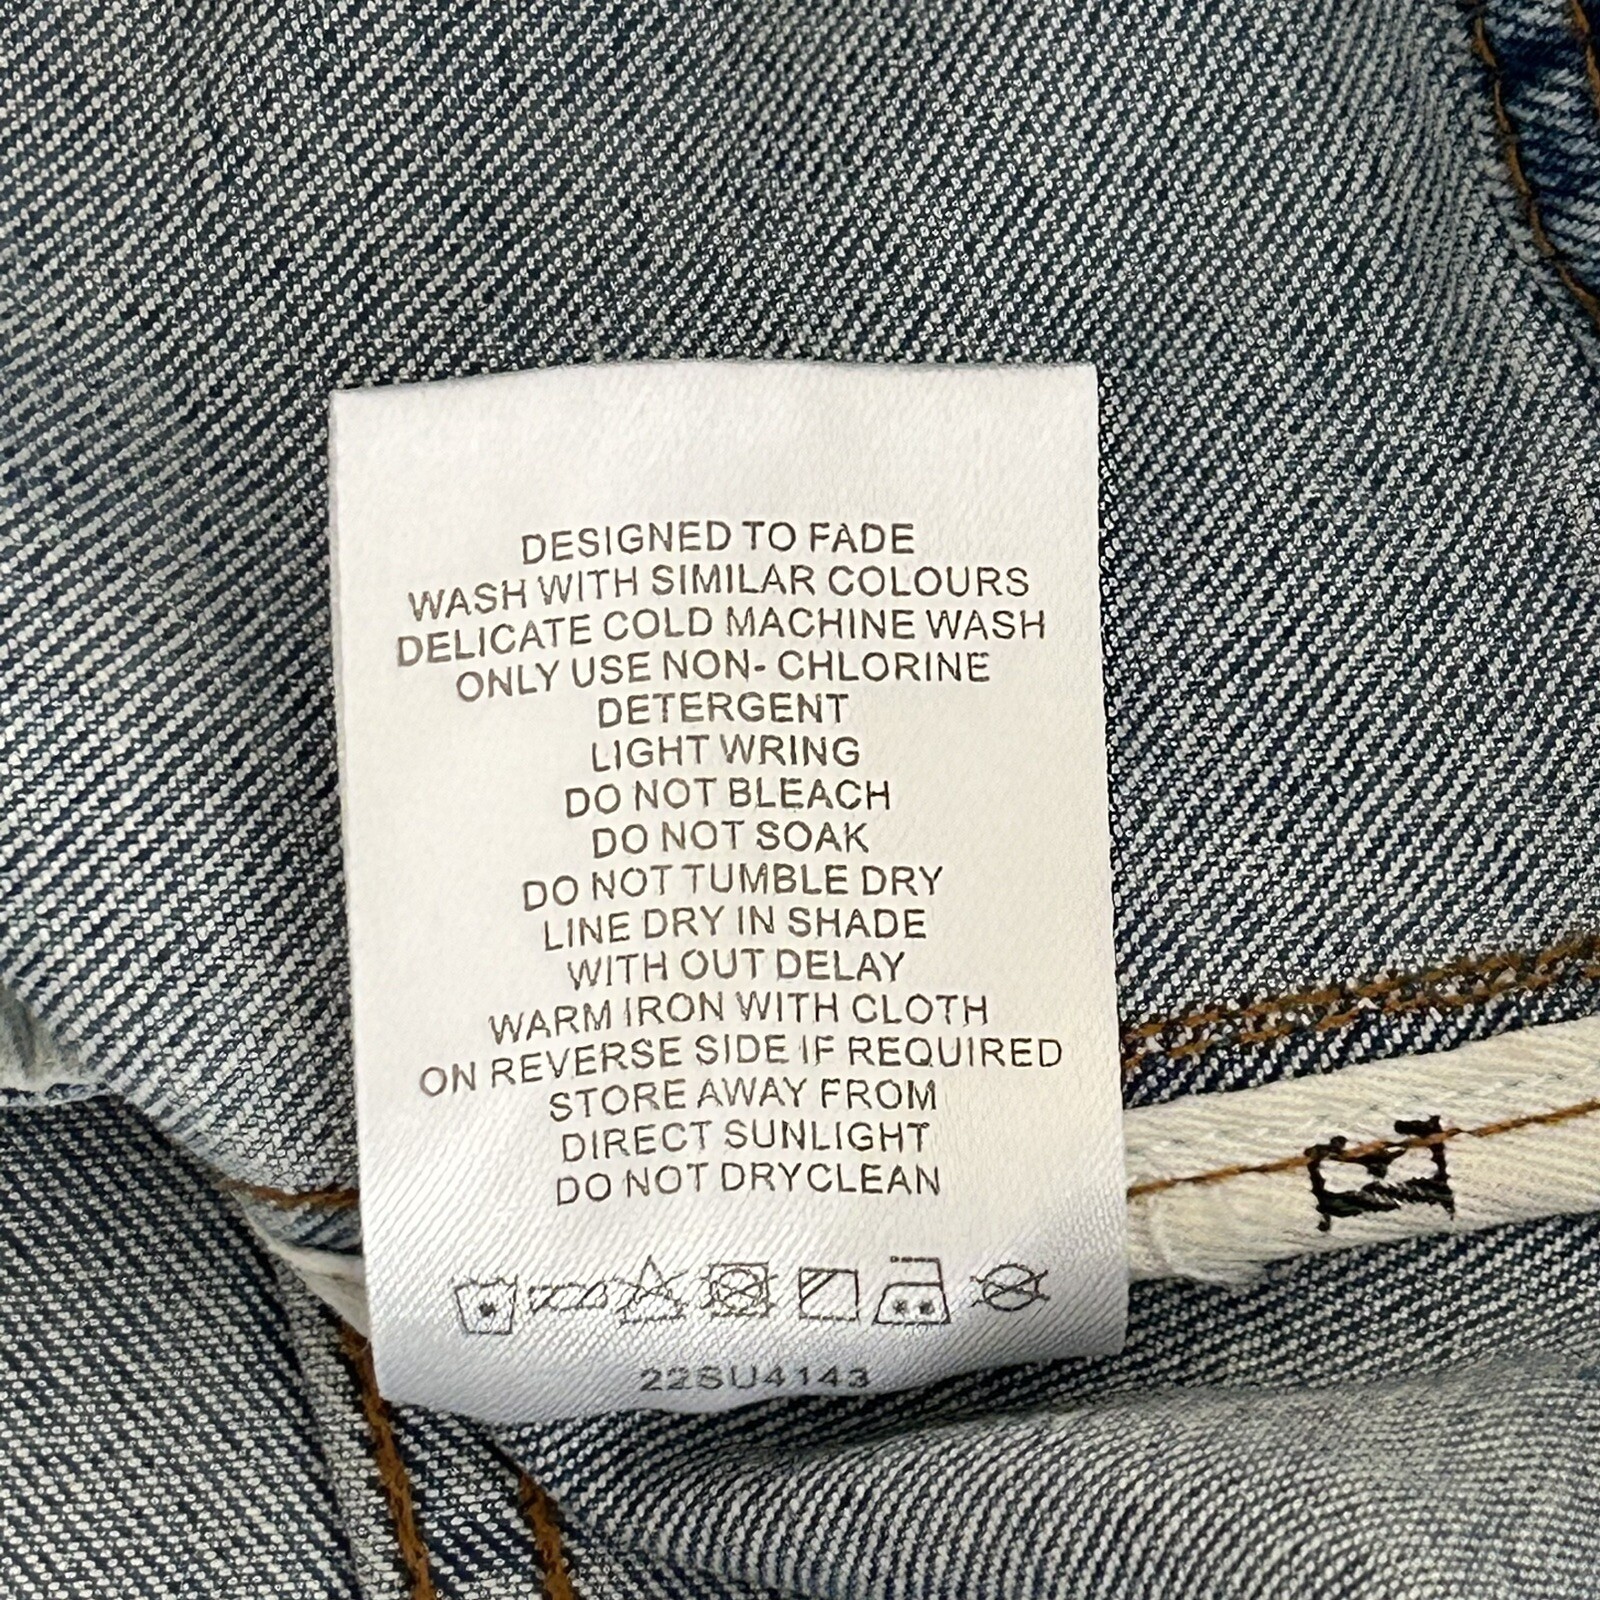 DESIGNED TO FADE
WASH WITH SIMILAR COLOURS
DELICATE COLD MACHINE WASH
ONLY USE NON- CHLORINE
DETERGENT
LIGHT WRING
DO NOT BLEACH
DO NOT SOAK
DO NOT TUMBLE DRY
LINE DRY IN SHADE
WITH OUT DELAY
WARM IRON WITH CLOTH
ON REVERSE SIDE IF REQUIRED
STORE AWAY FROM
DIRECT SUNLIGHT
DO NOT DRYCLEAN
22SU4143
E